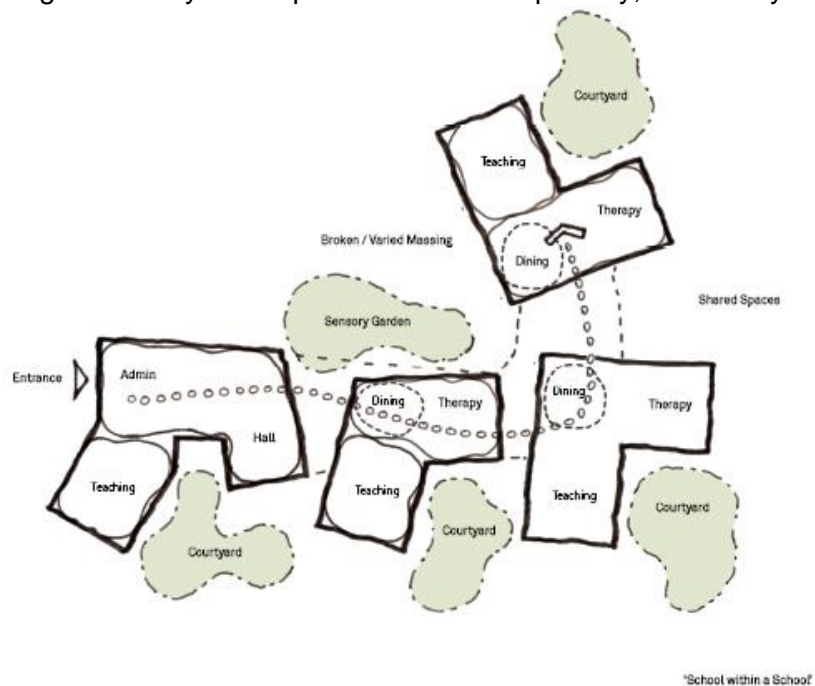 Courtyard
Teaching
Therapy
Broken / Varied Massing
Dining
Shared Spaces
Sensory Garden
Entrance
Admin
Dining
Therapy
Dining
Therapy
Hall
Teaching
Teaching
Teaching
Courtyard
Courtyard
Courtyard
"School within a School"